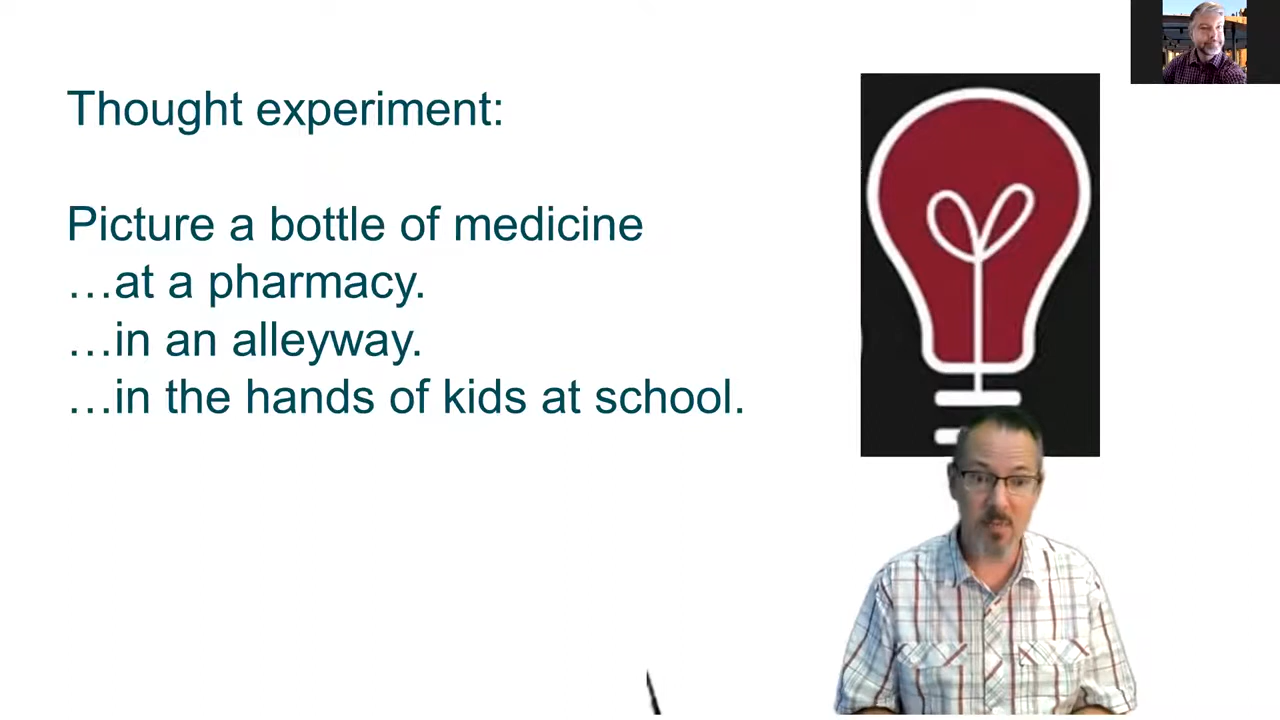 Thought experiment:
Picture a bottle of medicine
…at a pharmacy.
…in an alleyway.
…in the hands of kids at school.